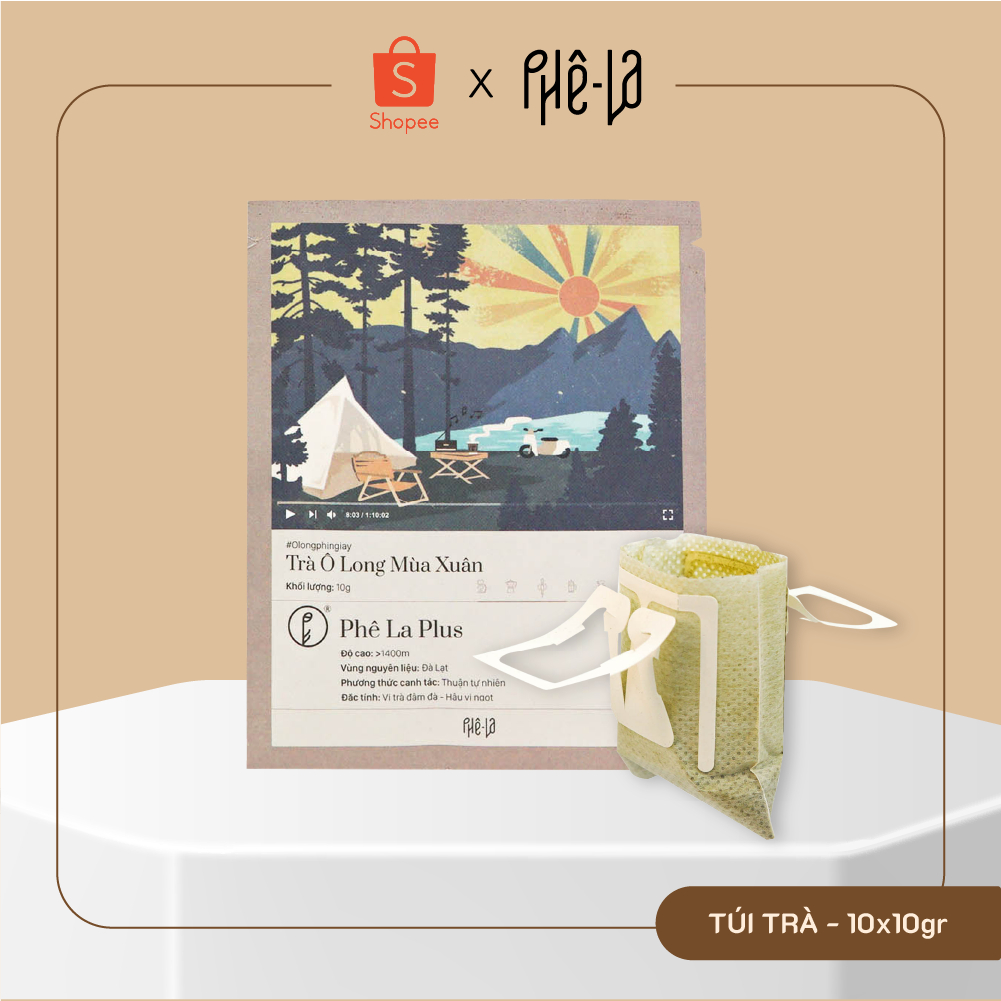 S
Shopee
X
PHÊ-LA
8:03 / 1:10:02
#Olongphingiay
Trà Ô Long Mùa Xuân
Khối lượng: 10g
®
Phê La Plus
Độ cao: >1400m
Vùng nguyên liệu: Đà Lạt
Phương thức canh tác: Thuận tự nhiên
Đặc tính: Vị trà đậm đà - Hậu vị ngọt
PHÊ-LA
TÚI TRÀ - 10x10gr